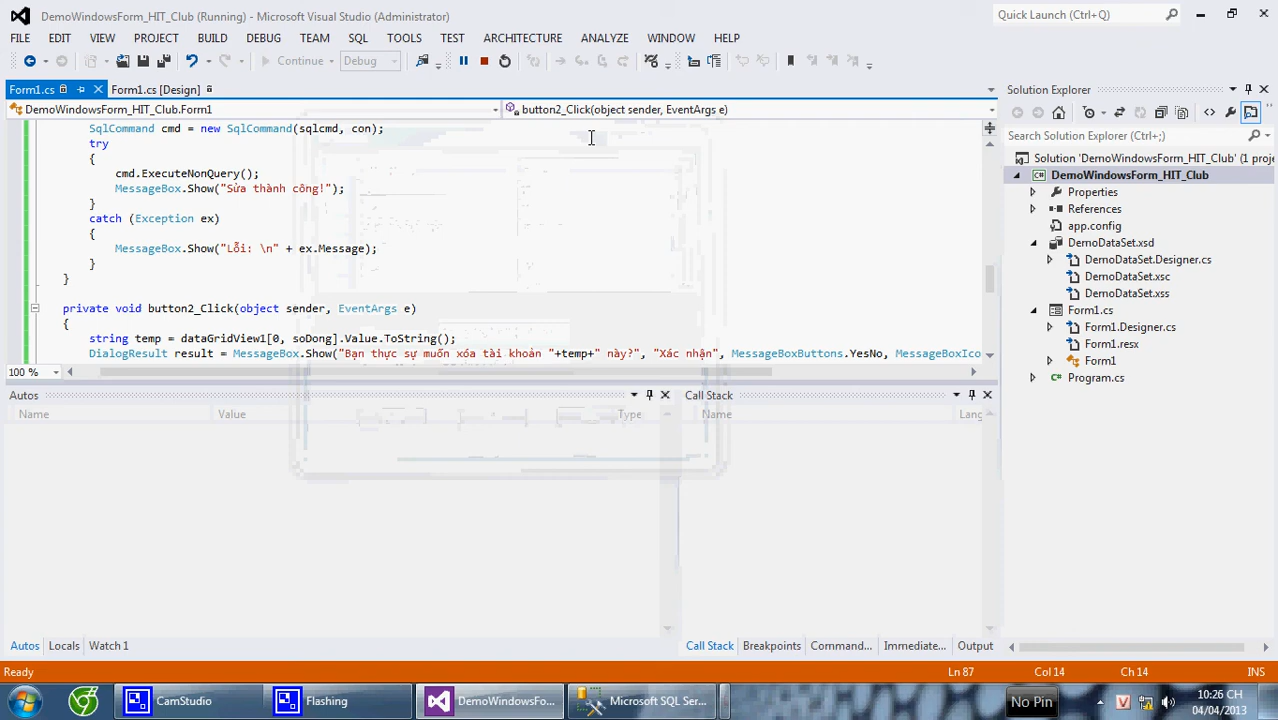 DemoWindowsForm_HIT_Club (Running) - Microsoft Visual Studio (Administrator)
Quick Launch (Ctrl+Q)
FILE EDIT VIEW PROJECT BUILD DEBUG TEAM SQL TOOLS TEST ARCHITECTURE ANALYZE WINDOW HELP
Continue Debug
Form1.cs Form1.cs [Design]
DemoWindowsForm_HIT_Club.Form1 button2_Click(object sender, EventArgs e)
SqlCommand cmd = new SqlCommand(sqlcmd, con);
try
{
cmd.ExecuteNonQuery();
MessageBox.Show("Sửa thành công!");
}
catch (Exception ex)
{
MessageBox.Show("Lỗi: \n" + ex.Message);
}
}
private void button2_Click(object sender, EventArgs e)
{
string temp = dataGridView1[0, soDong].Value.ToString();
DialogResult result = MessageBox.Show("Bạn thực sự muốn xóa tài khoản "+temp+" này?", "Xác nhận", MessageBoxButtons.YesNo, MessageBoxIco
100 %
Solution Explorer
Search Solution Explorer (Ctrl+;)
Solution 'DemoWindowsForm_HIT_Club' (1 proje
DemoWindowsForm_HIT_Club
Properties
References
app.config
DemoDataSet.xsd
DemoDataSet.Designer.cs
DemoDataSet.xsc
DemoDataSet.xss
Form1.cs
Form1.Designer.cs
Form1.resx
Form1
Program.cs
Autos
Name Value Type
Call Stack
Name Lang
Autos Locals Watch 1
Call Stack Breakpoints Command... Immediate... Output
Ready Ln 87 Col 14 Ch 14 INS
CamStudio Flashing DemoWindowsFo... Microsoft SQL Ser... No Pin
10:26 CH
04/04/2013